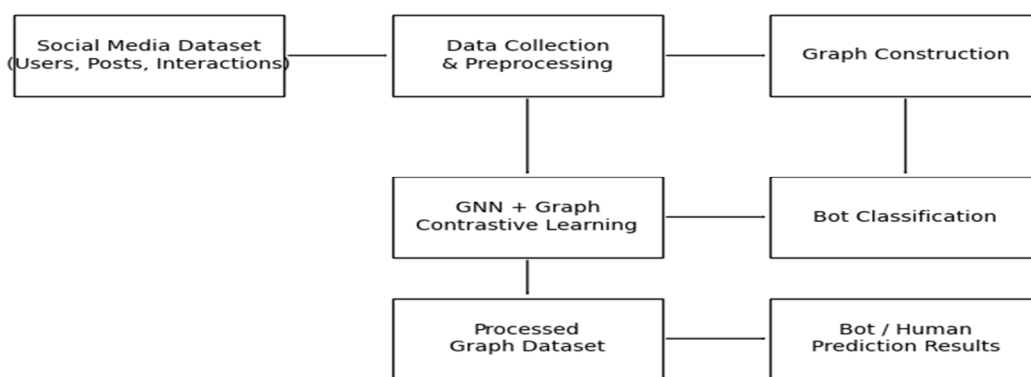 Social Media Dataset
(Users, Posts, Interactions)
Data Collection
& Preprocessing
Graph Construction
GNN + Graph
Contrastive Learning
Bot Classification
Processed
Graph Dataset
Bot / Human
Prediction Results